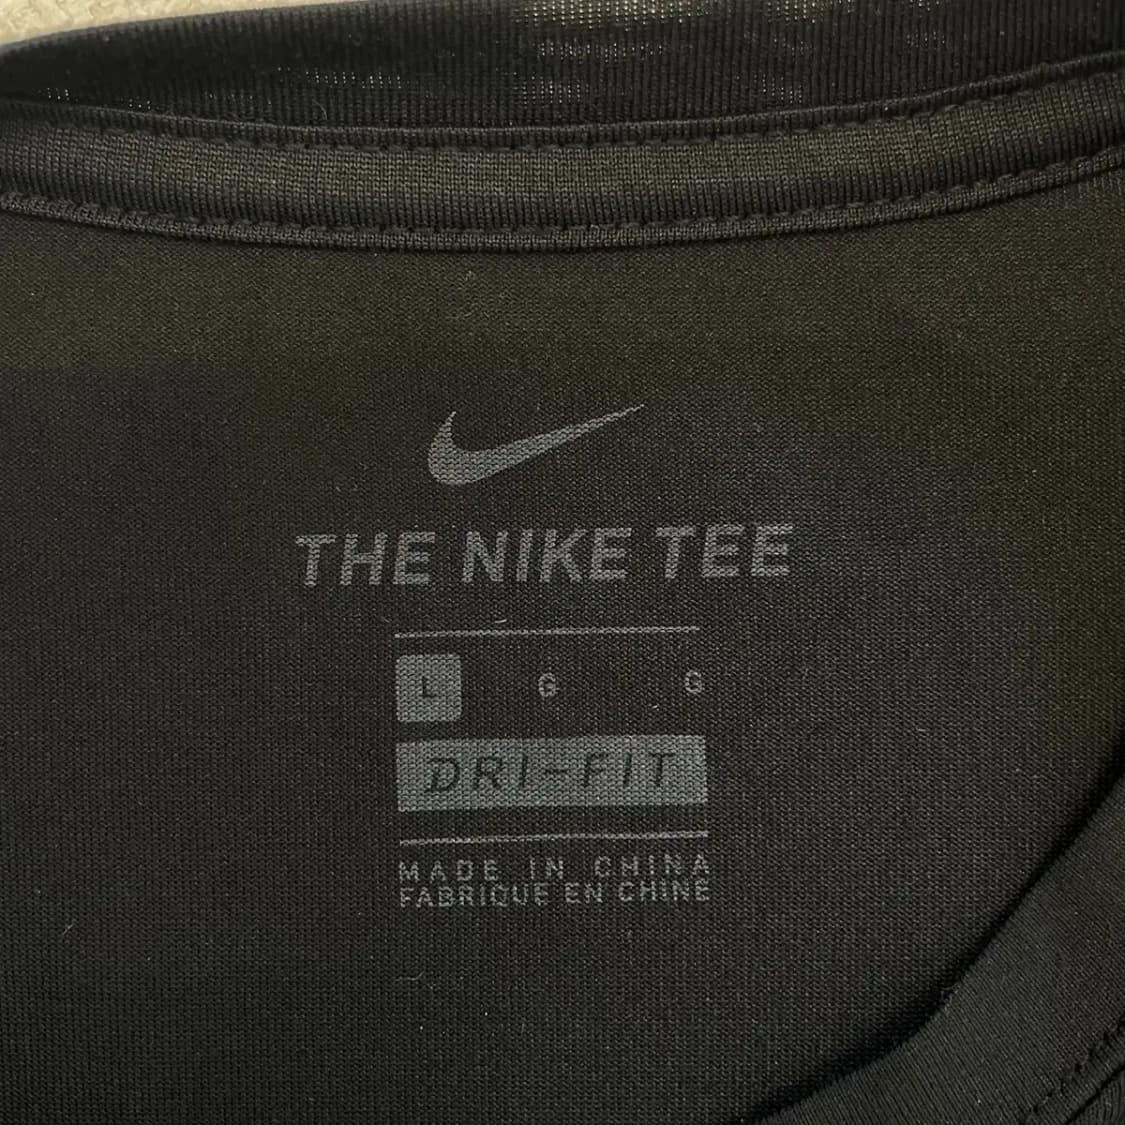 THE NIKE TEE
L G G
DRI-FIT
MADE IN CHINA
FABRIQUE EN CHINE